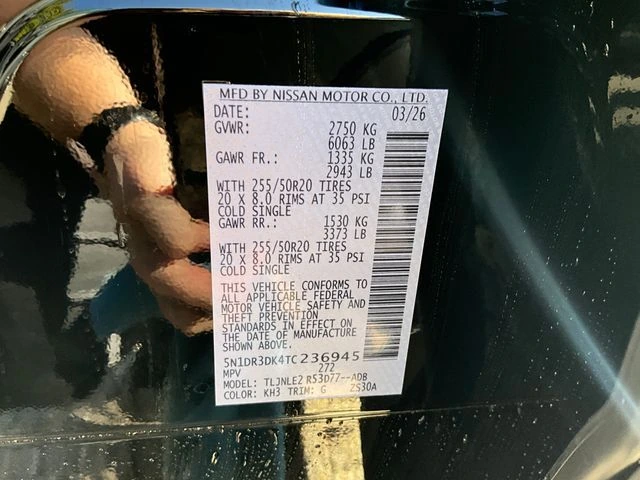 MFD BY NISSAN MOTOR CO., LTD.
DATE: 03/26
GVWR: 2750 KG
6063 LB
GAWR FR.: 1335 KG
2943 LB
WITH 255/50R20 TIRES
20 X 8.0 RIMS AT 35 PSI
COLD SINGLE
GAWR RR.: 1530 KG
3373 LB
WITH 255/50R20 TIRES
20 X 8.0 RIMS AT 35 PSI
COLD SINGLE
THIS VEHICLE CONFORMS TO
ALL APPLICABLE FEDERAL
MOTOR VEHICLE SAFETY AND
THEFT PREVENTION
STANDARDS IN EFFECT ON
THE DATE OF MANUFACTURE
SHOWN ABOVE.
5N1DR3DK4TC236945
MPV 272
MODEL: TLJNLE2 R53D77--ADB
COLOR: KH3 TRIM: G ZS30A